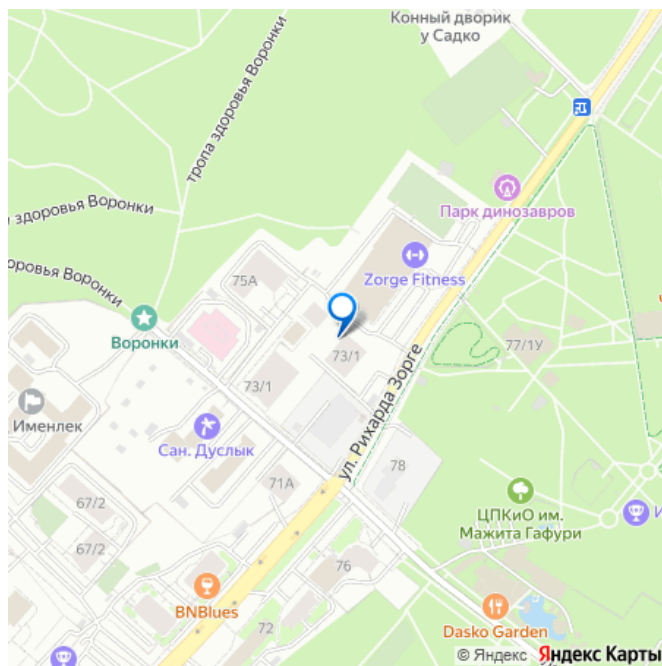 Конный дворик
у Садко
тропа здоровья Воронки
Парк динозавров
здоровья Воронки
Zorge Fitness
оровья Воронки
75А
Воронки
77/1У
73/1
73/1
ул. Рихарда Зорге
Именлек
Сан. Дуслык
78
71А
67/2
ЦПКиО им.
Мажита Гафури
67/2
76
BNBlues
72
Dasko Garden
© Яндекс Яндекс Карты